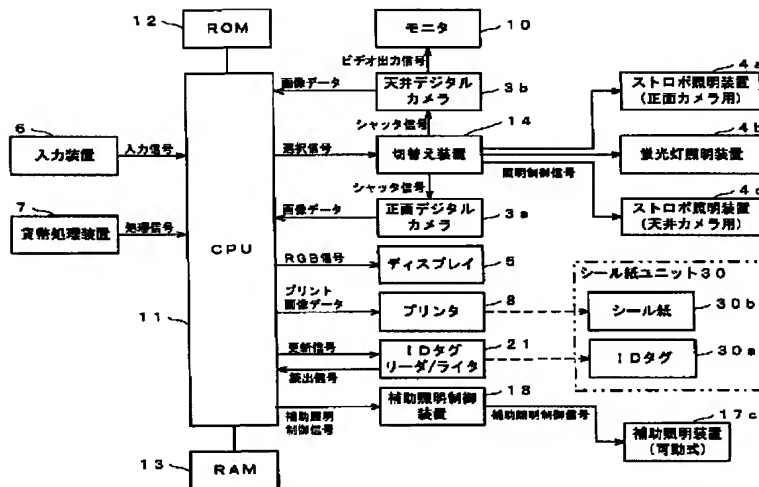 12
ROM
モニタ
10
ビデオ出力信号
画像データ
天井デジタル
カメラ
3b
4a
ストロボ照明装置
(正面カメラ用)
シャッタ信号
14
6
入力装置
入力信号
選択信号
切替え装置
4b
蛍光灯照明装置
照明制御信号
シャッタ信号
7
貨幣処理装置
処理信号
画像データ
正面デジタル
カメラ
3a
4c
ストロボ照明装置
(天井カメラ用)
CPU
11
RGB信号
ディスプレイ
5
シール紙ユニット30
プリント
画像データ
プリンタ
8
シール紙
30b
更新信号
読出信号
IDタグ
リーダ/ライタ
21
IDタグ
30a
補助照明
制御信号
補助照明制御
装置
18
補助照明制御信号
17c
補助照明装置
(可動式)
13
RAM